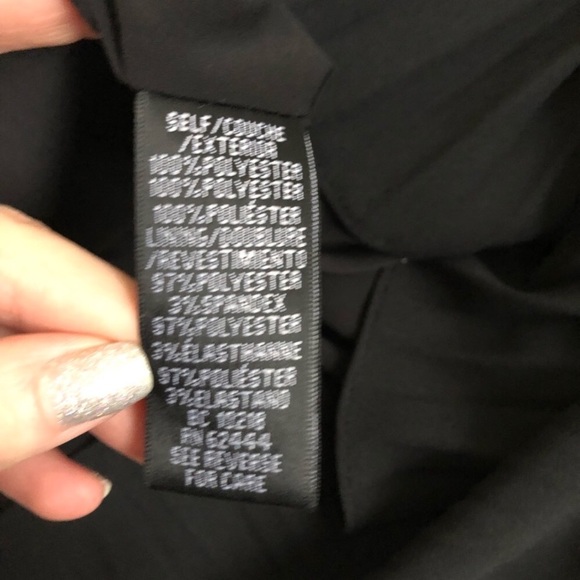 SELF/COUCHE
/EXTERIOR
100%POLYESTER
100%POLYESTER
100%POLIÉSTER
LINING/DOUBLURE
/REVESTIMENTO
97%POLYESTER
3%SPANDEX
97%POLYESTER
3%ÉLASTHANNE
97%POLIÉSTER
3%ELASTANO
RN 62444
SEE REVERSE
FOR CARE